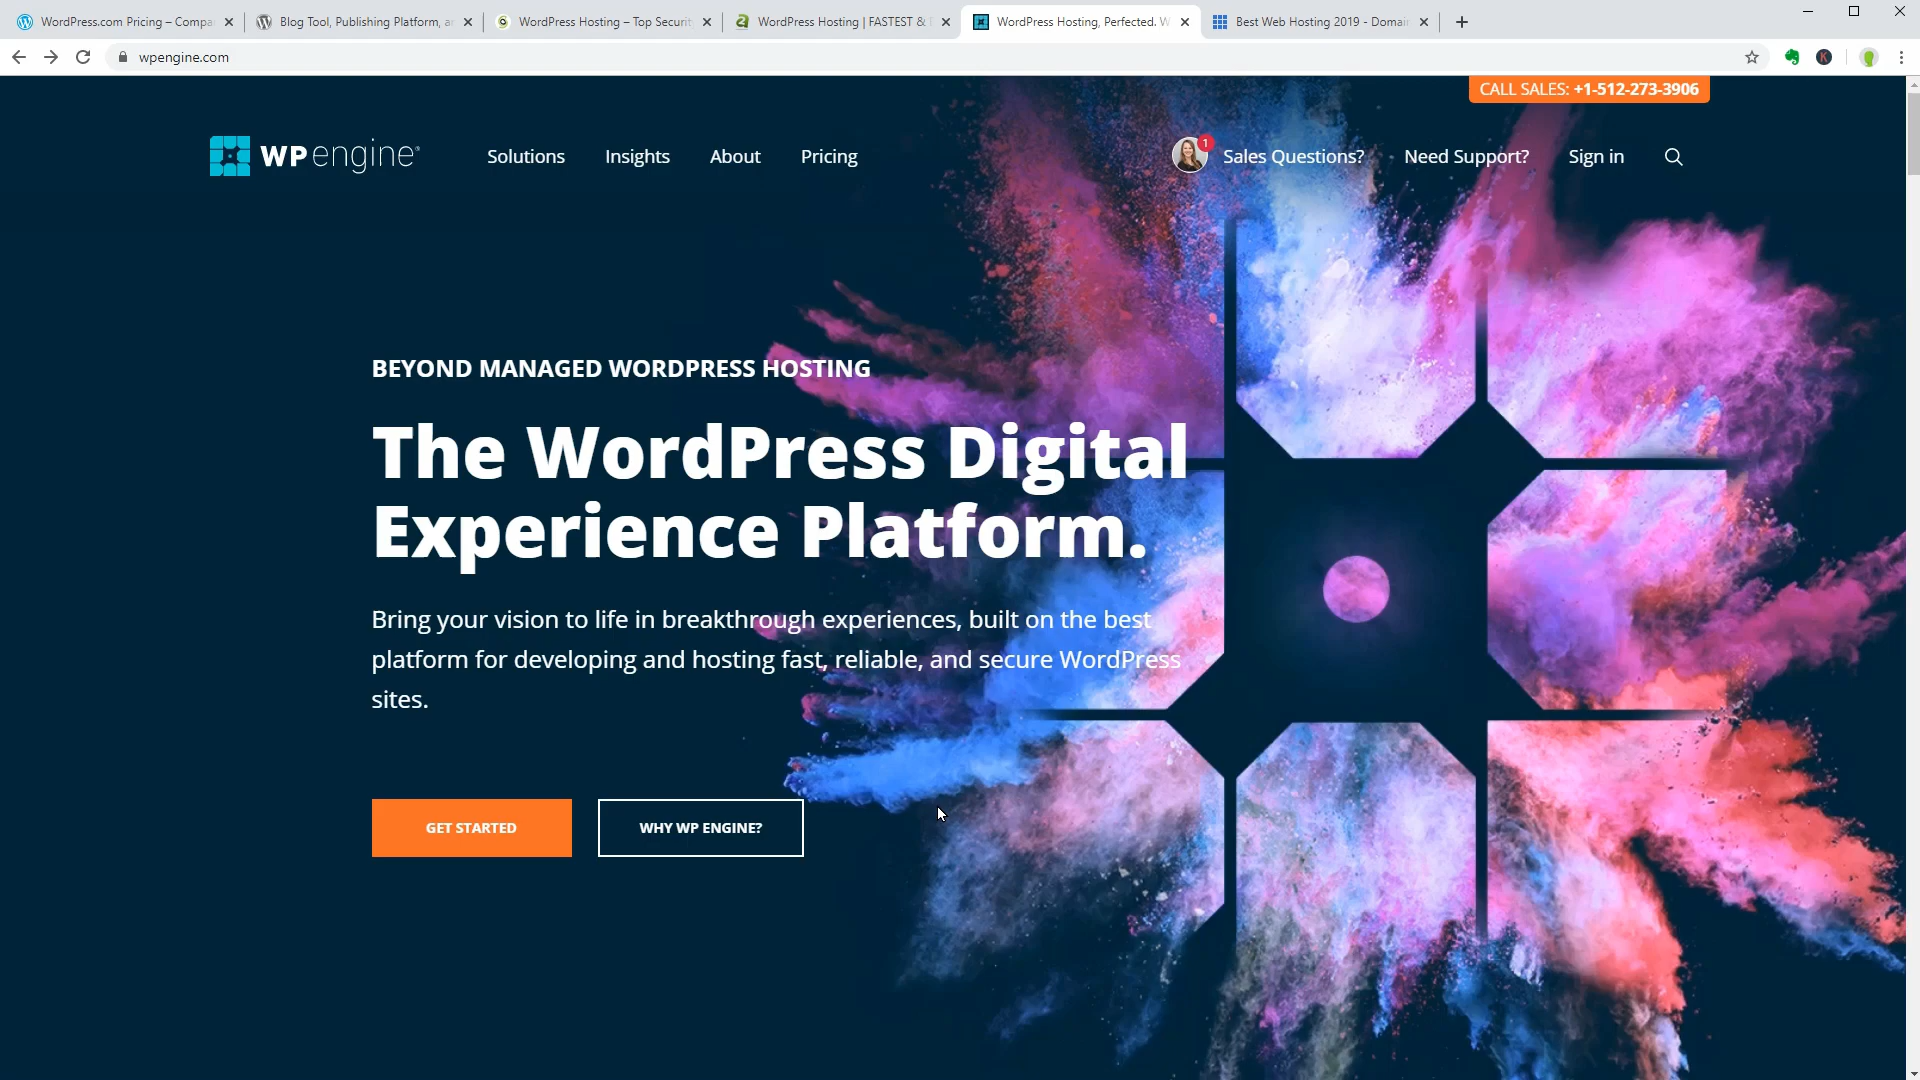 WordPress.com Pricing – Compa
Blog Tool, Publishing Platform, a
WordPress Hosting – Top Securit
WordPress Hosting | FASTEST &
WordPress Hosting, Perfected. W
Best Web Hosting 2019 - Domai
wpengine.com
CALL SALES: +1-512-273-3906
WP engine®
Solutions
Insights
About
Pricing
1
Sales Questions?
Need Support?
Sign in
BEYOND MANAGED WORDPRESS HOSTING
The WordPress Digital
Experience Platform.
Bring your vision to life in breakthrough experiences, built on the best
platform for developing and hosting fast, reliable, and secure WordPress
sites.
GET STARTED
WHY WP ENGINE?